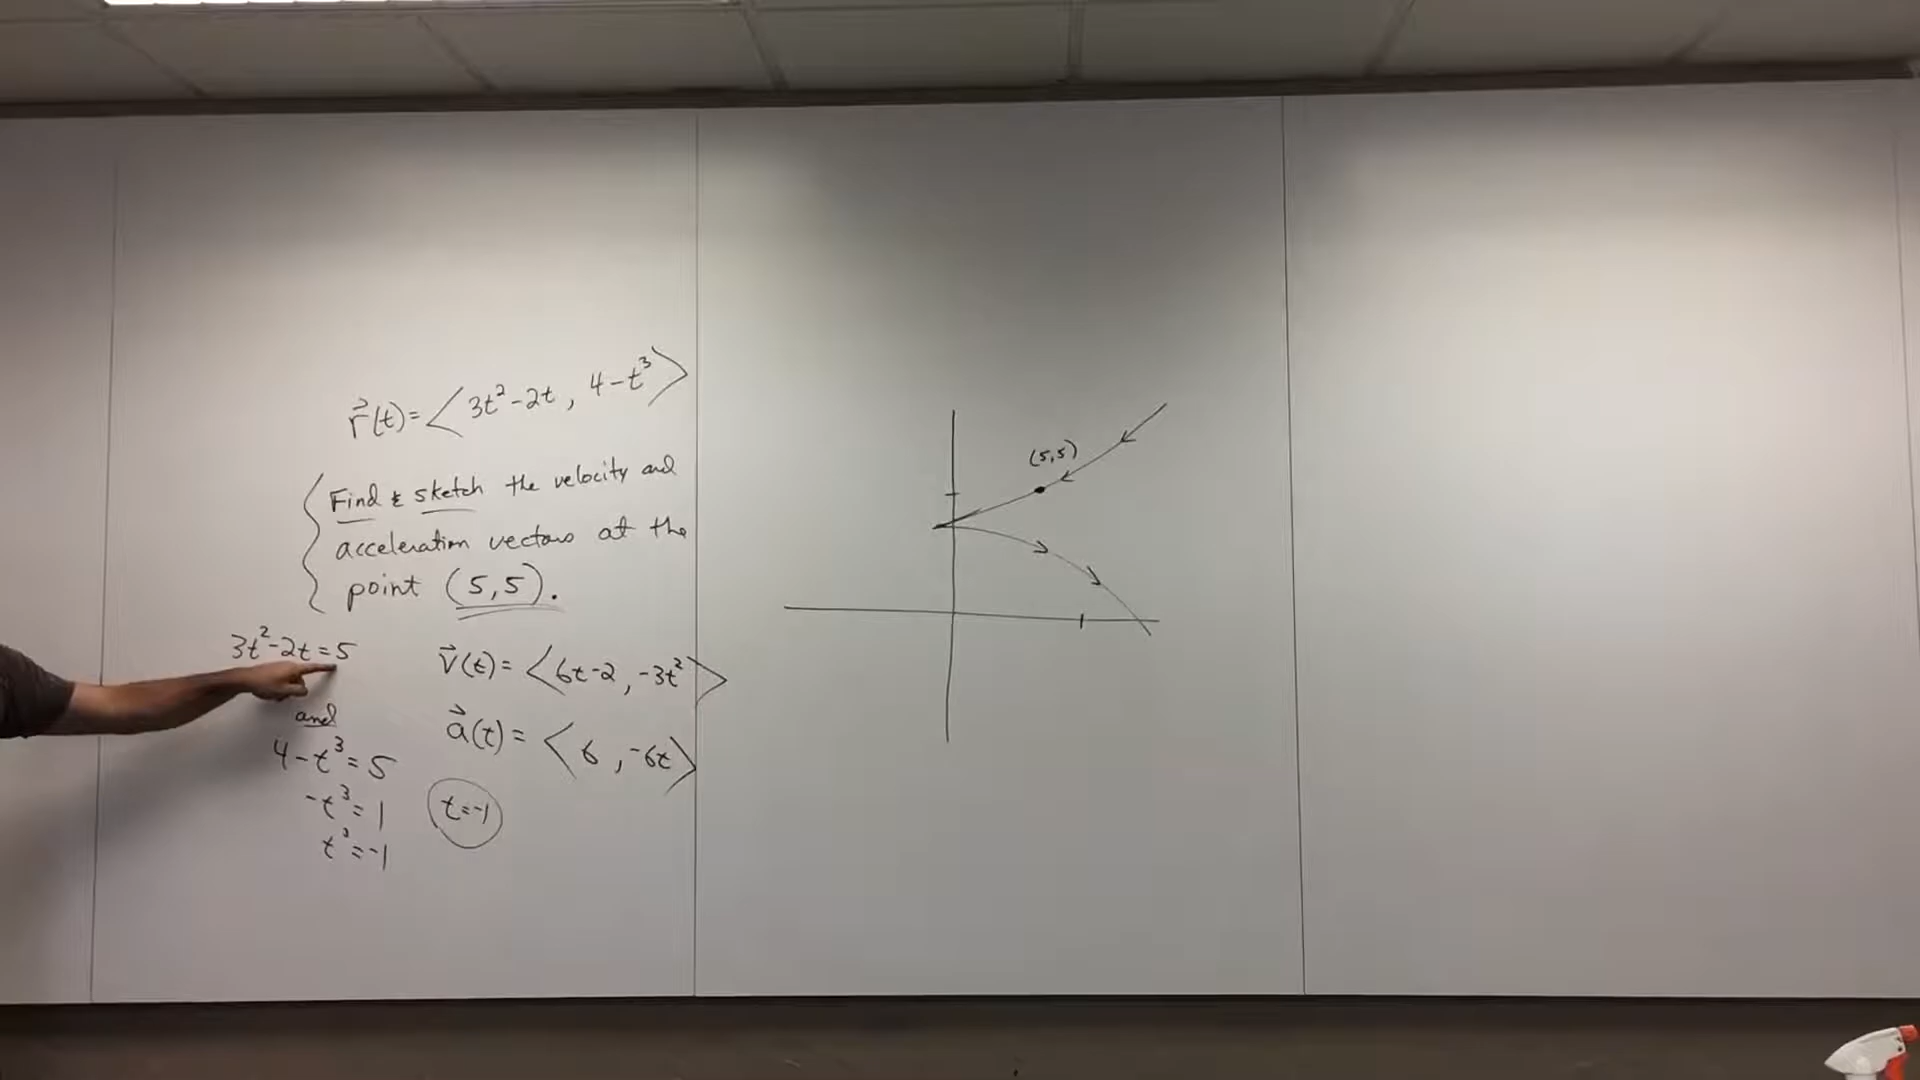 r⃗(t)=⟨3t²-2t, 4-t³⟩
Find & sketch the velocity and
acceleration vectors at the
point (5,5).
3t²-2t=5
and
4-t³=5
-t³=1
t³=-1
v⃗(t)=⟨6t-2, -3t²⟩
a⃗(t)=⟨6, -6t⟩
t=-1
(5,5)